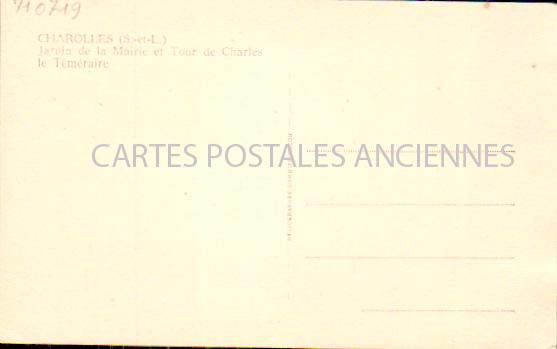 710719
CHAROLLES (S.-et-L.)
Jardin de la Mairie et Tour de Charles
le Téméraire
CARTES POSTALES ANCIENNES